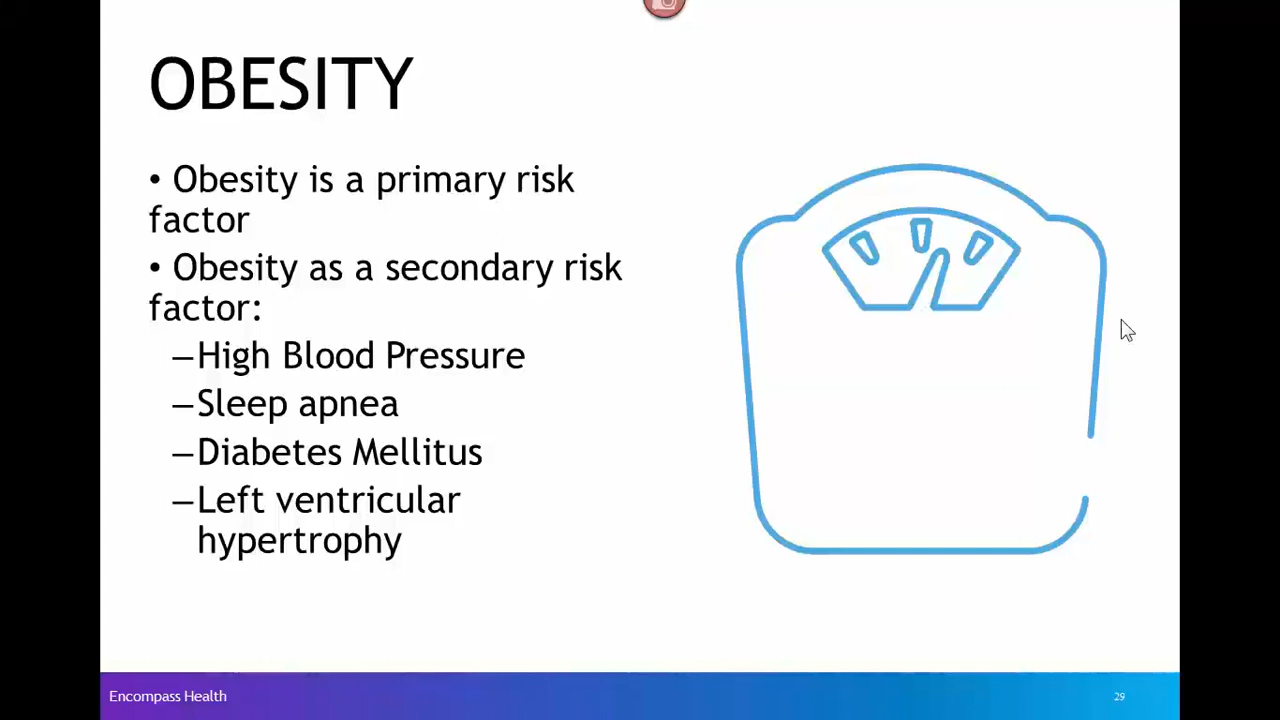 OBESITY
• Obesity is a primary risk
factor
• Obesity as a secondary risk
factor:
–High Blood Pressure
–Sleep apnea
–Diabetes Mellitus
–Left ventricular
hypertrophy
Encompass Health
29